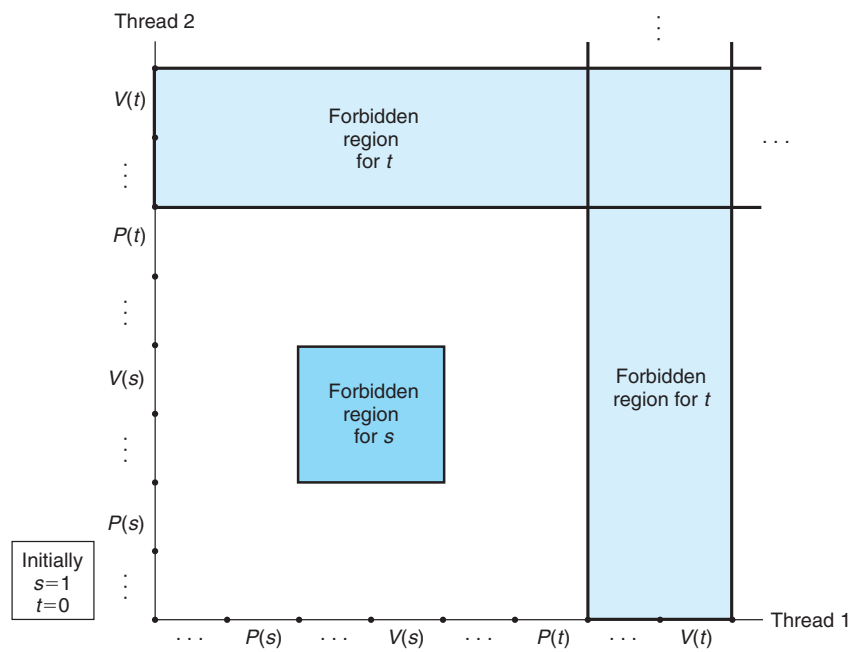 Thread 2
⋮
V(t)
Forbidden
region
for t
. . .
⋮
P(t)
⋮
V(s)
Forbidden
region
for s
Forbidden
region for t
⋮
P(s)
Initially
s=1
t=0
⋮
Thread 1
. . . P(s) . . . V(s) . . . P(t) . . . V(t)